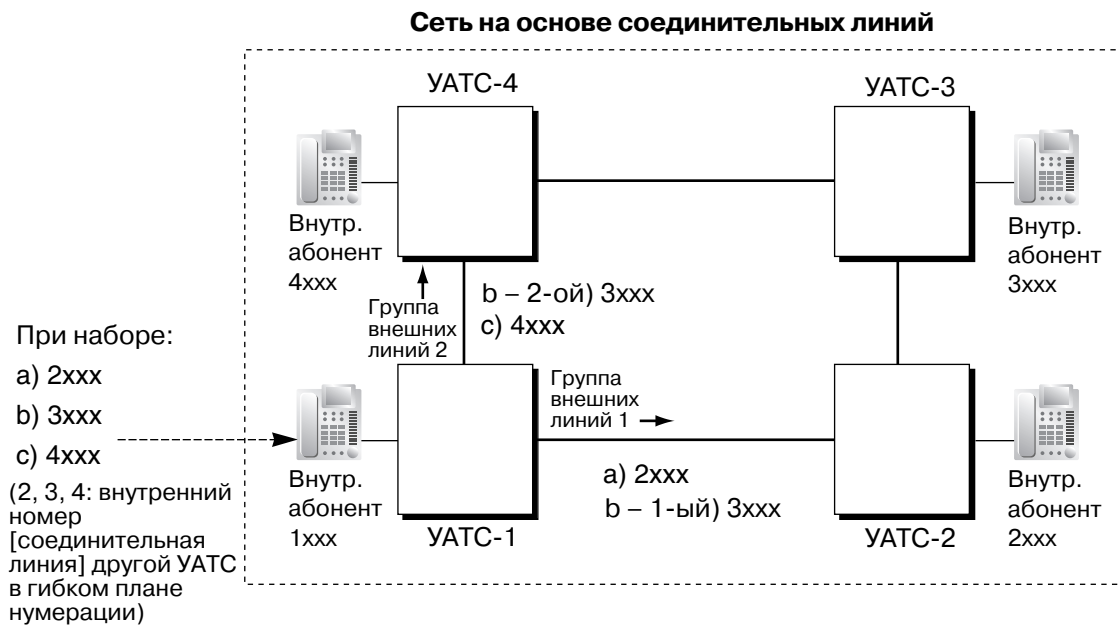 Сеть на основе соединительных линий
УАТС-4
УАТС-3
Внутр.
абонент
4xxx
Внутр.
абонент
3xxx
Группа
внешних
линий 2
b – 2-ой) 3xxx
c) 4xxx
При наборе:
a) 2xxx
b) 3xxx
c) 4xxx
(2, 3, 4: внутренний
номер
[соединительная
линия] другой УАТС
в гибком плане
нумерации)
Группа
внешних
линий 1
a) 2xxx
b – 1-ый) 3xxx
Внутр.
абонент
1xxx
УАТС-1
УАТС-2
Внутр.
абонент
2xxx